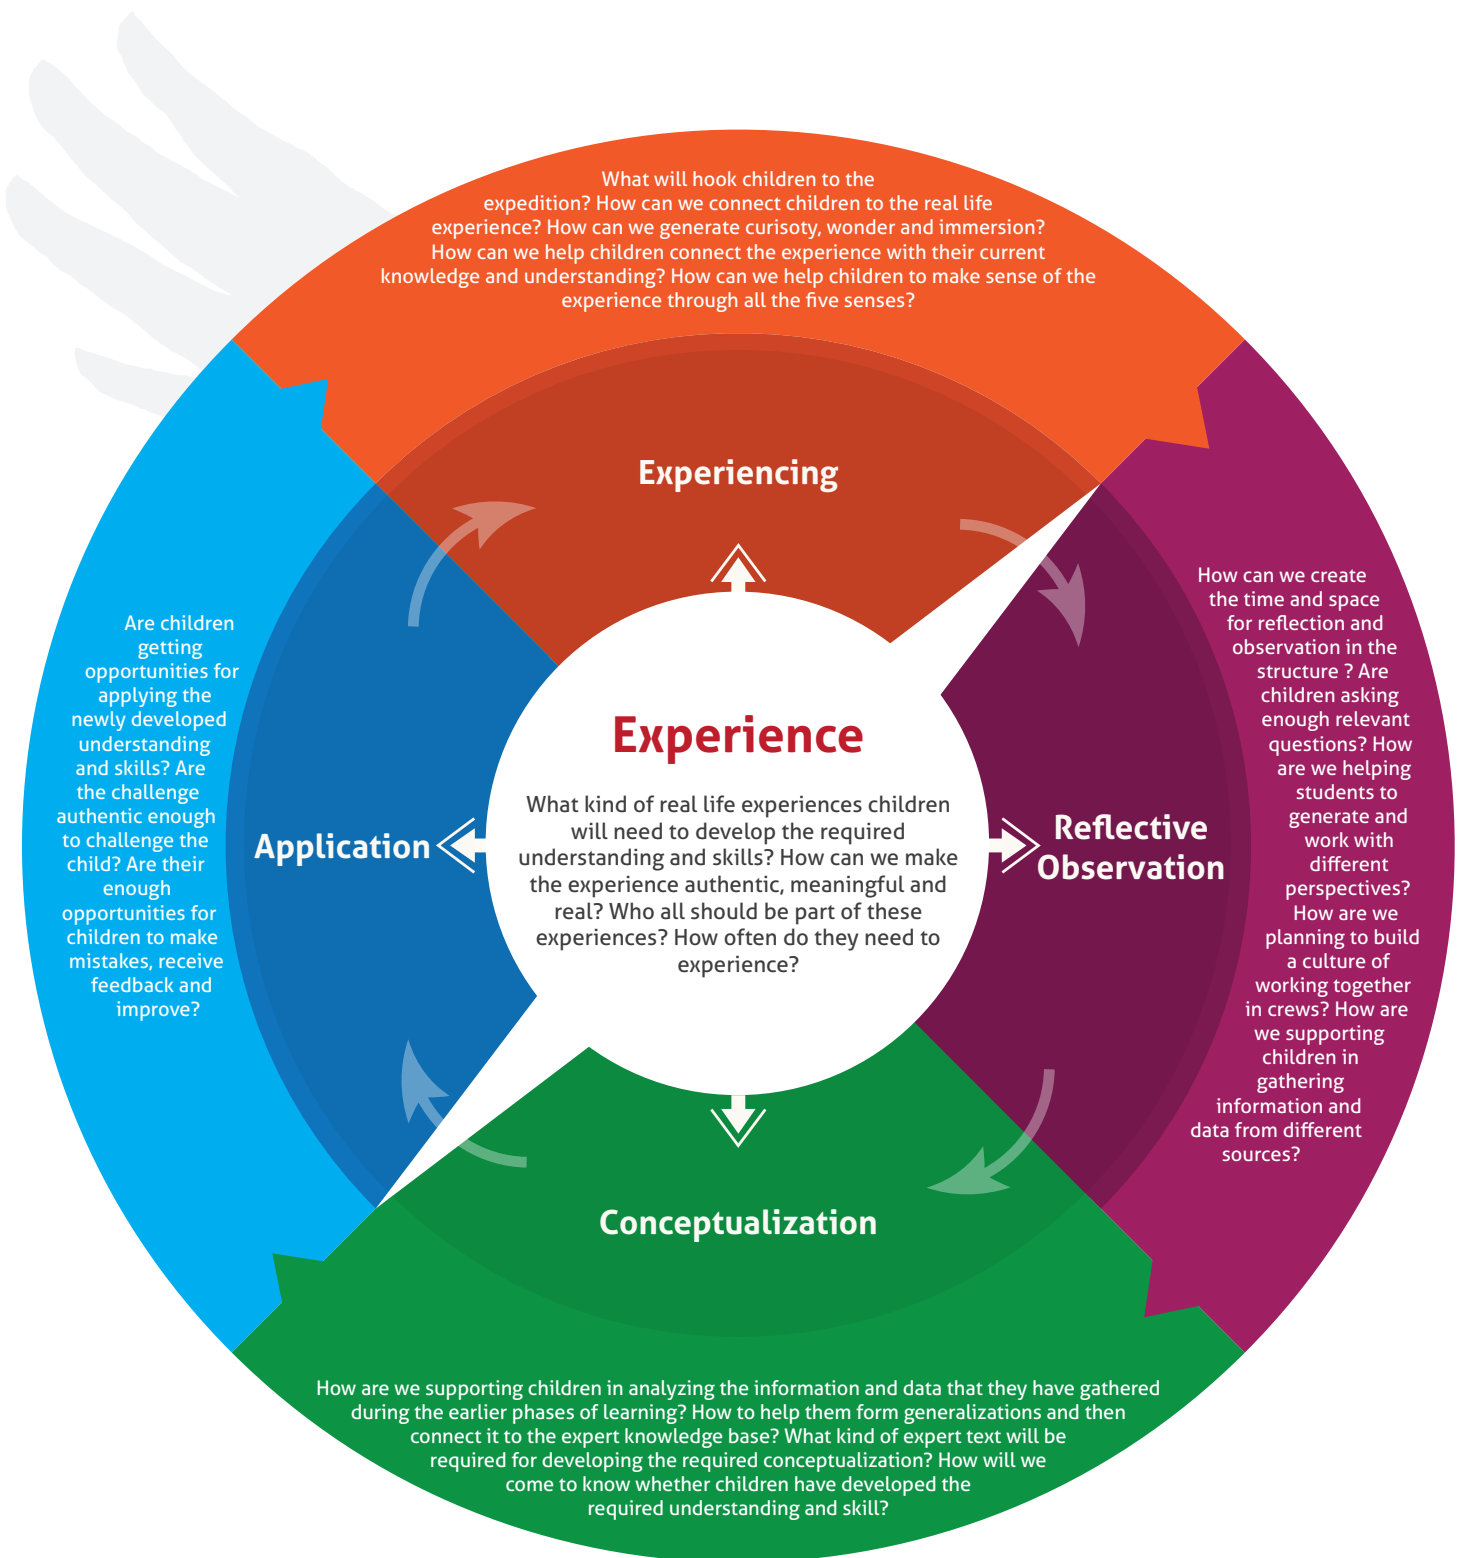 What will hook children to the
expedition? How can we connect children to the real life
experience? How can we generate curisoty, wonder and immersion?
How can we help children connect the experience with their current
knowledge and understanding? How can we help children to make sense of the
experience through all the five senses?
Experiencing
How can we create
the time and space
for reflection and
observation in the
structure ? Are
children asking
enough relevant
questions? How
are we helping
students to
generate and
work with
different
perspectives?
How are we
planning to build
a culture of
working together
in crews? How are
we supporting
children in
gathering
information and
data from different
sources?
Reflective
Observation
Experience
What kind of real life experiences children
will need to develop the required
understanding and skills? How can we make
the experience authentic, meaningful and
real? Who all should be part of these
experiences? How often do they need to
experience?
Application
Are children
getting
opportunities for
applying the
newly developed
understanding
and skills? Are
the challenge
authentic enough
to challenge the
child? Are their
enough
opportunities for
children to make
mistakes, receive
feedback and
improve?
Conceptualization
How are we supporting children in analyzing the information and data that they have gathered
during the earlier phases of learning? How to help them form generalizations and then
connect it to the expert knowledge base? What kind of expert text will be
required for developing the required conceptualization? How will we
come to know whether children have developed the
required understanding and skill?